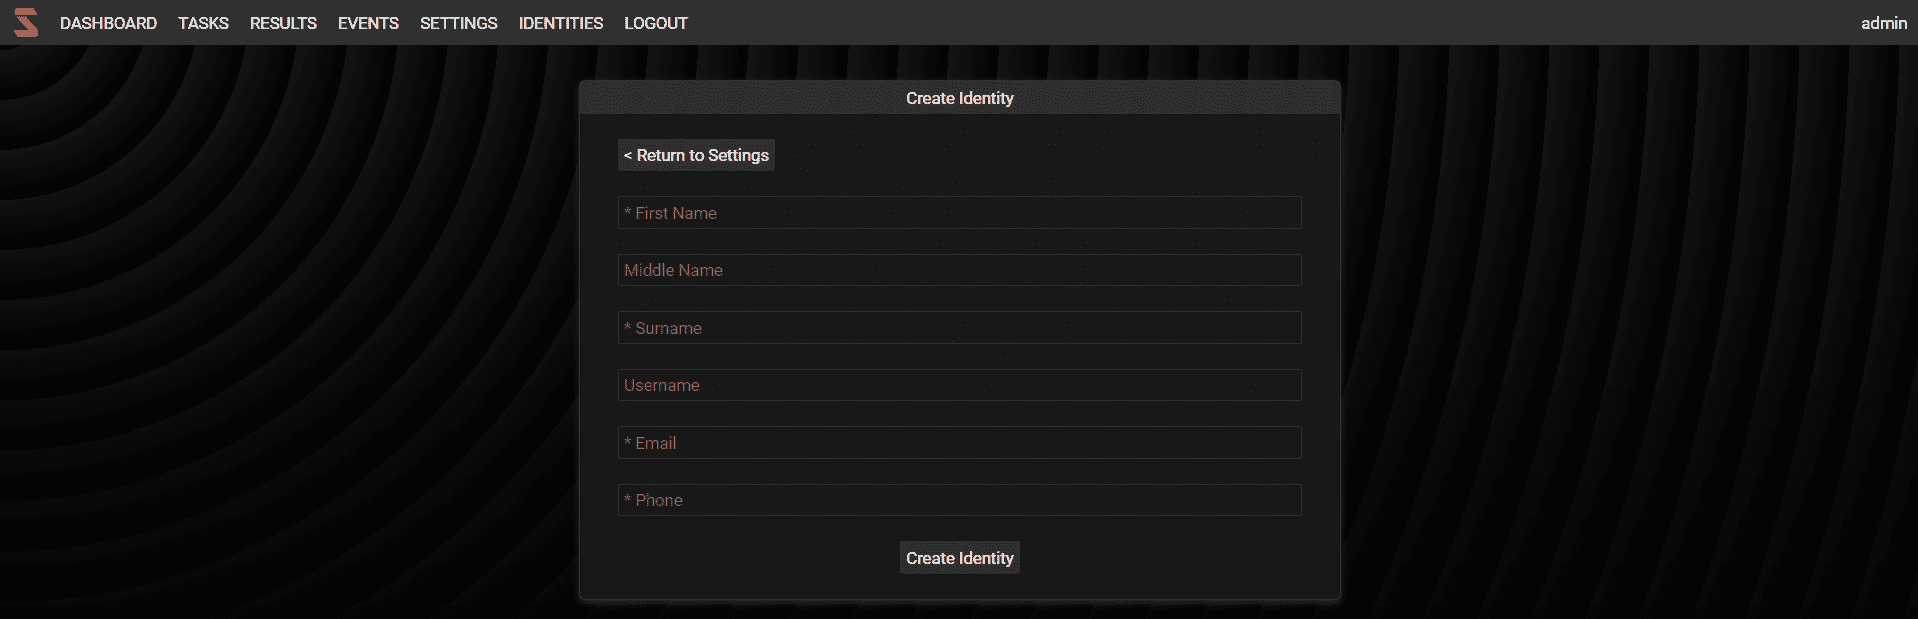 DASHBOARD TASKS RESULTS EVENTS SETTINGS IDENTITIES LOGOUT admin
Create Identity
< Return to Settings
* First Name
Middle Name
* Surname
Username
* Email
* Phone
Create Identity